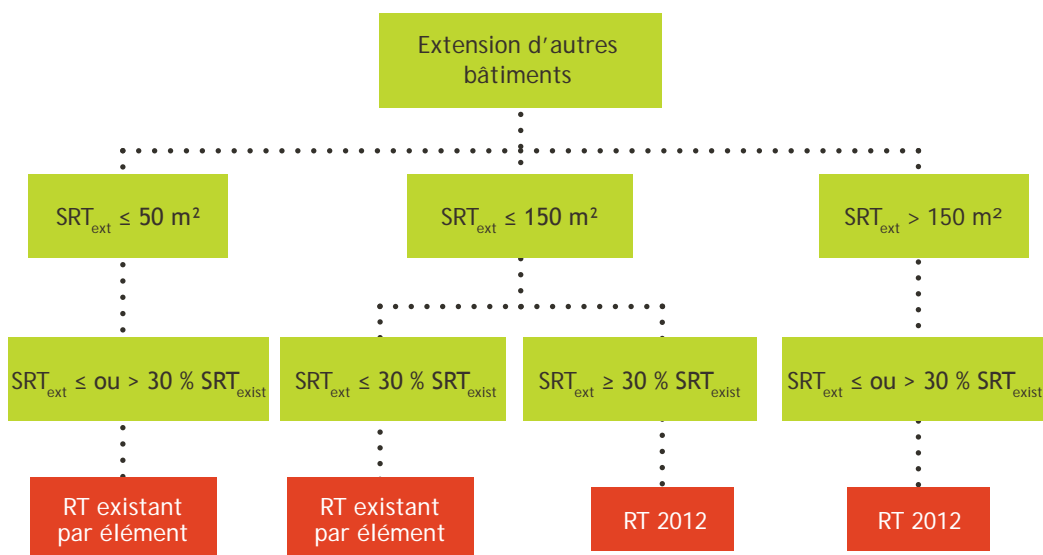 Extension d'autres
bâtiments
SRText ≤ 50 m²
SRText ≤ 150 m²
SRText > 150 m²
SRText ≤ ou > 30 % SRTexist
SRText ≤ 30 % SRTexist
SRText ≥ 30 % SRTexist
SRText ≤ ou > 30 % SRTexist
RT existant
par élément
RT existant
par élément
RT 2012
RT 2012